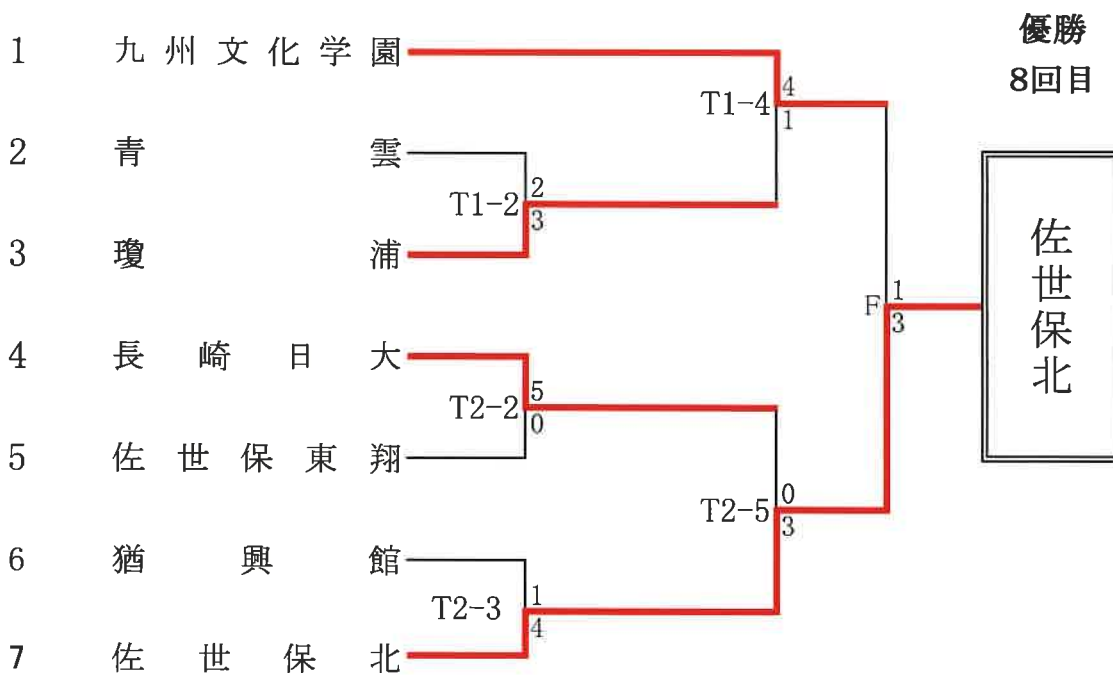 優勝
8回目
1 九州文化学園
T1-4 4
1
2 青雲
T1-2 2
3
3 瓊浦
佐世保北
F 1
3
4 長崎日大
T2-2 5
0
5 佐世保東翔
T2-5 0
3
6 猶興館
T2-3 1
4
7 佐世保北